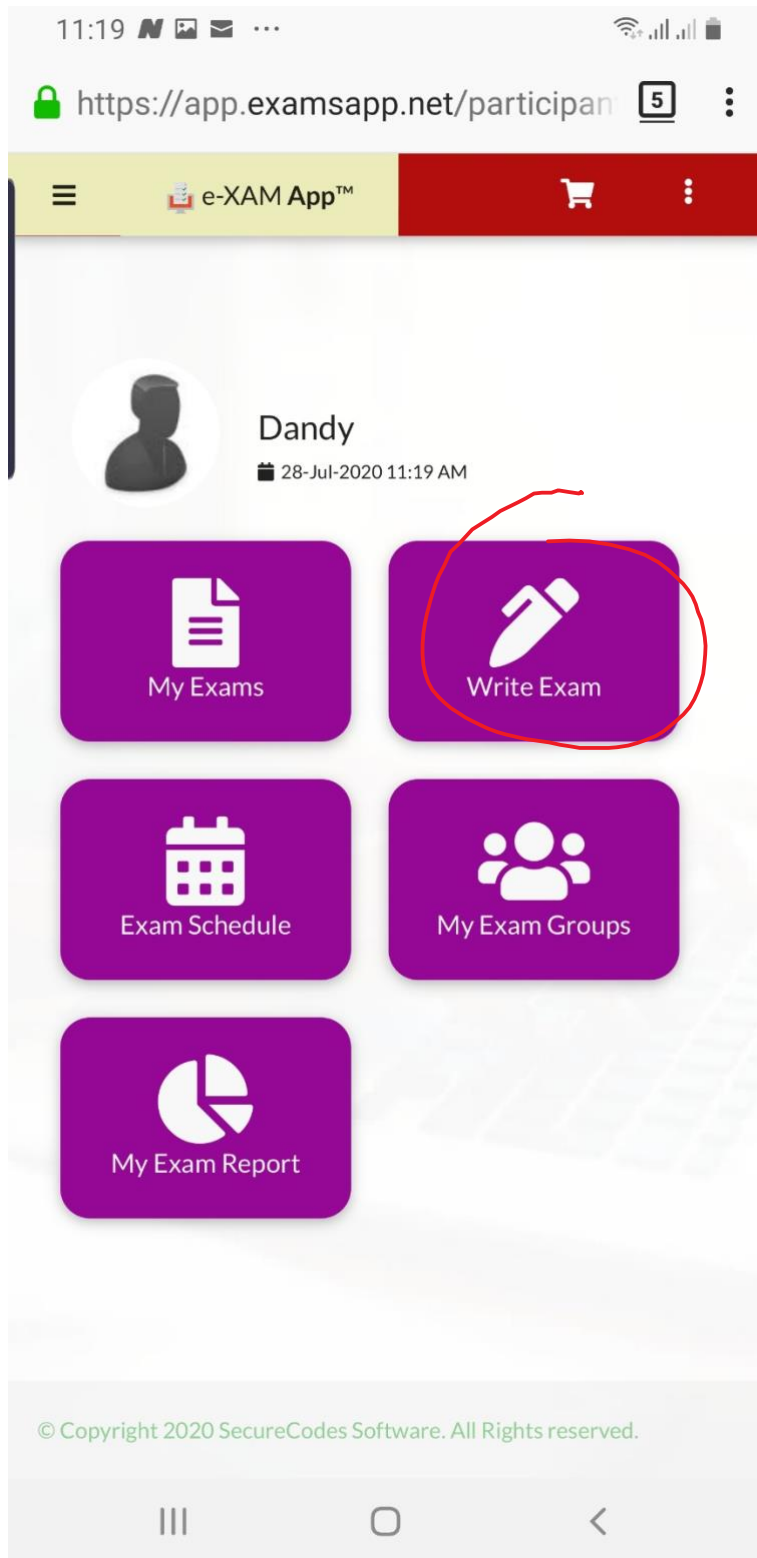 11:19
https://app.examsapp.net/participan
5
e-XAM App™
Dandy
28-Jul-2020 11:19 AM
My Exams
Write Exam
Exam Schedule
My Exam Groups
My Exam Report
© Copyright 2020 SecureCodes Software. All Rights reserved.